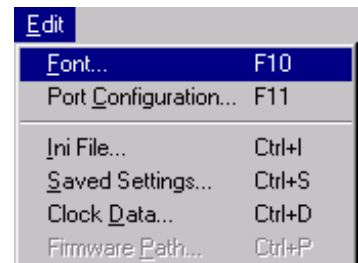 Edit
Font... F10
Port Configuration... F11
Ini File... Ctrl+I
Saved Settings... Ctrl+S
Clock Data... Ctrl+D
Firmware Path... Ctrl+P